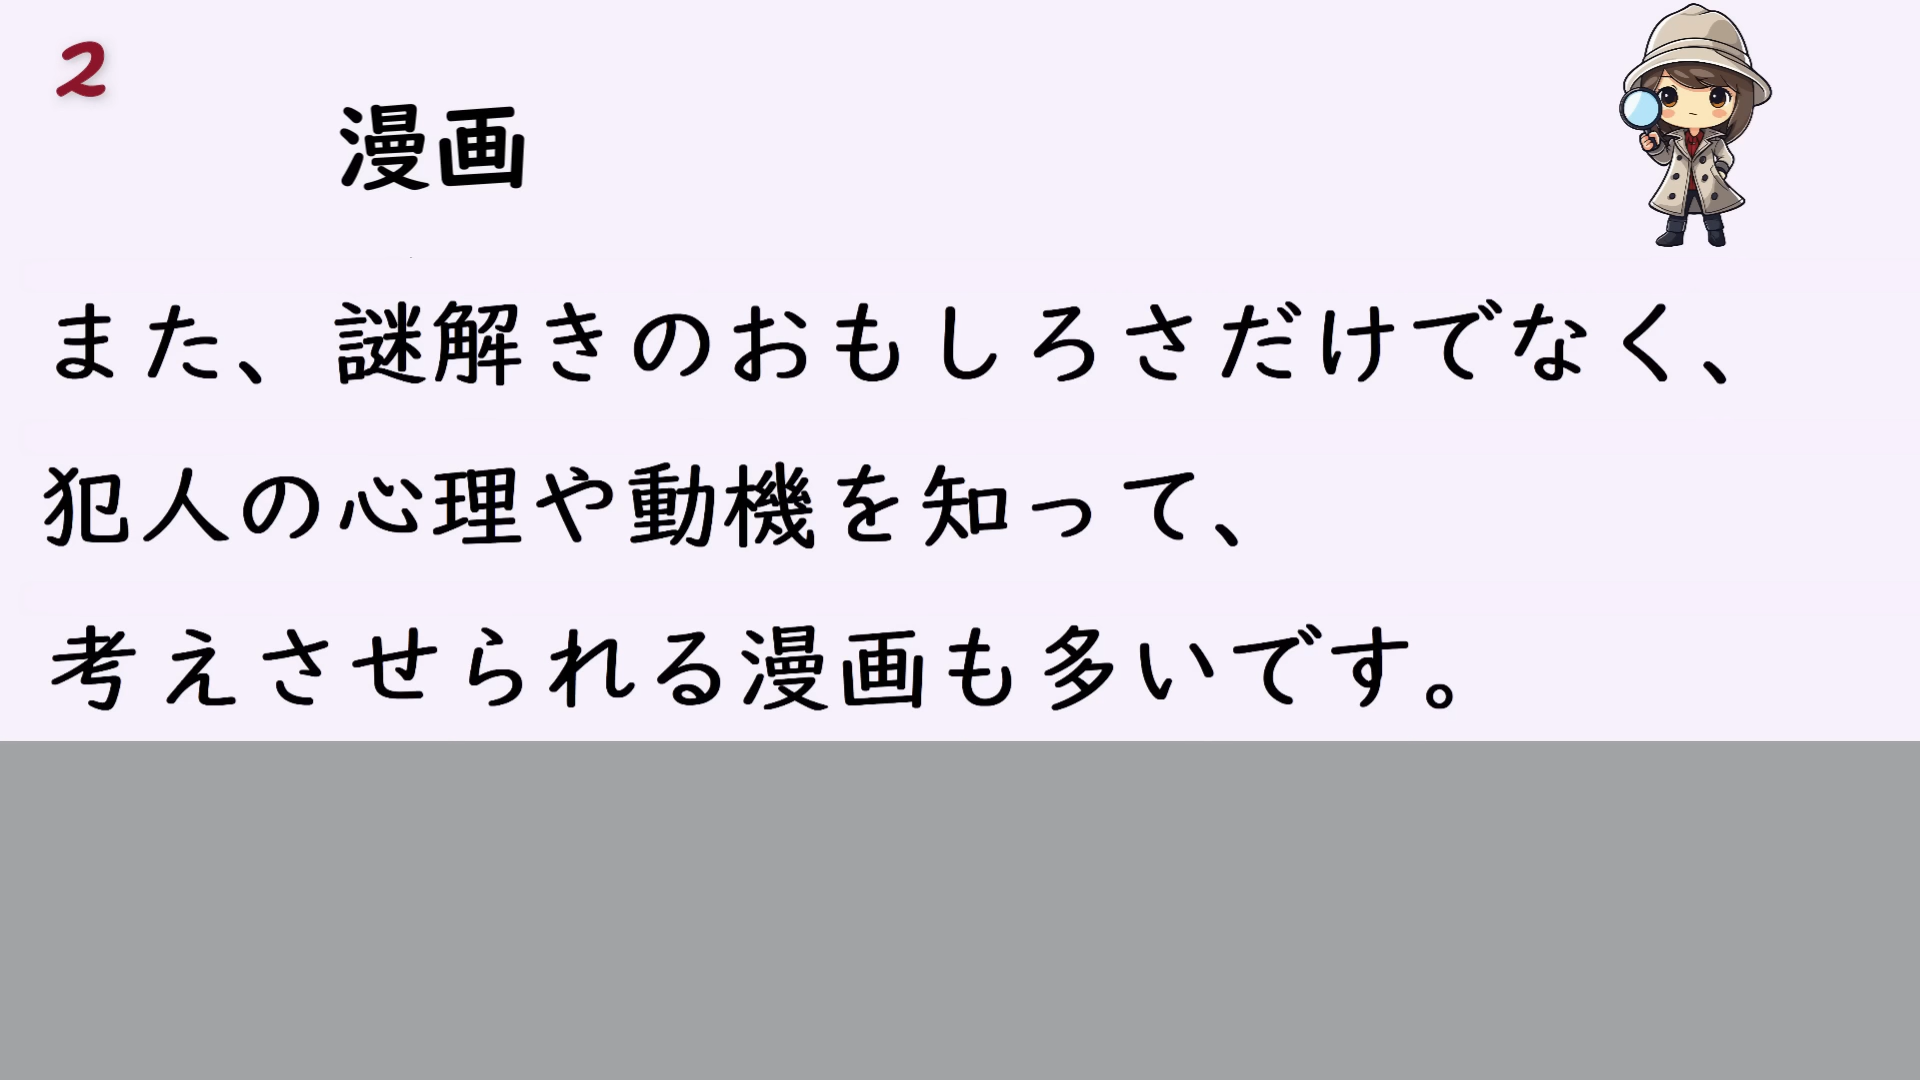 2
漫画
また、謎解きのおもしろさだけでなく、
犯人の心理や動機を知って、
考えさせられる漫画も多いです。